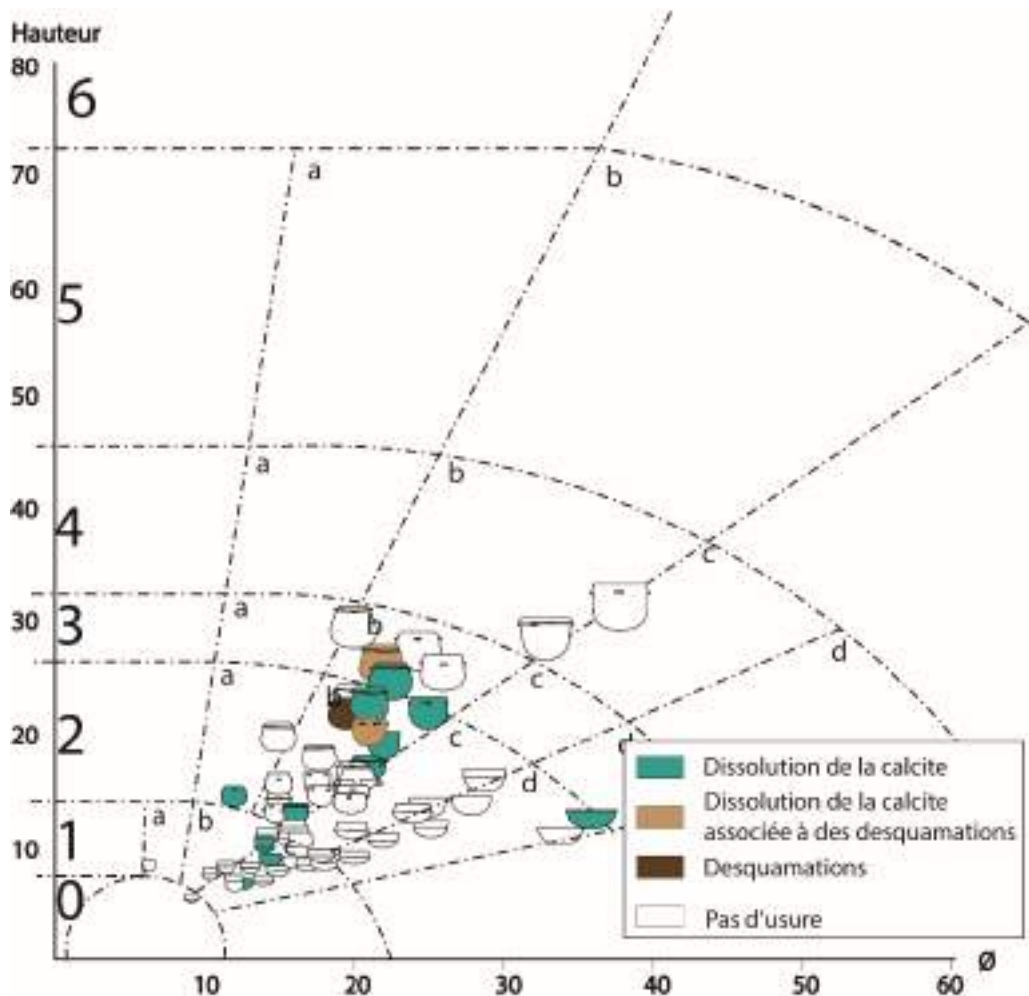 Hauteur
80
6
70
a
b
60
5
50
a
b
40
4
c
30
3
a
b
d
a
c
b
20
2
c
d
d
Dissolution de la calcite
Dissolution de la calcite
associée à des desquamations
Desquamations
Pas d'usure
1
a
b
10
0
Ø
10
20
30
40
50
60